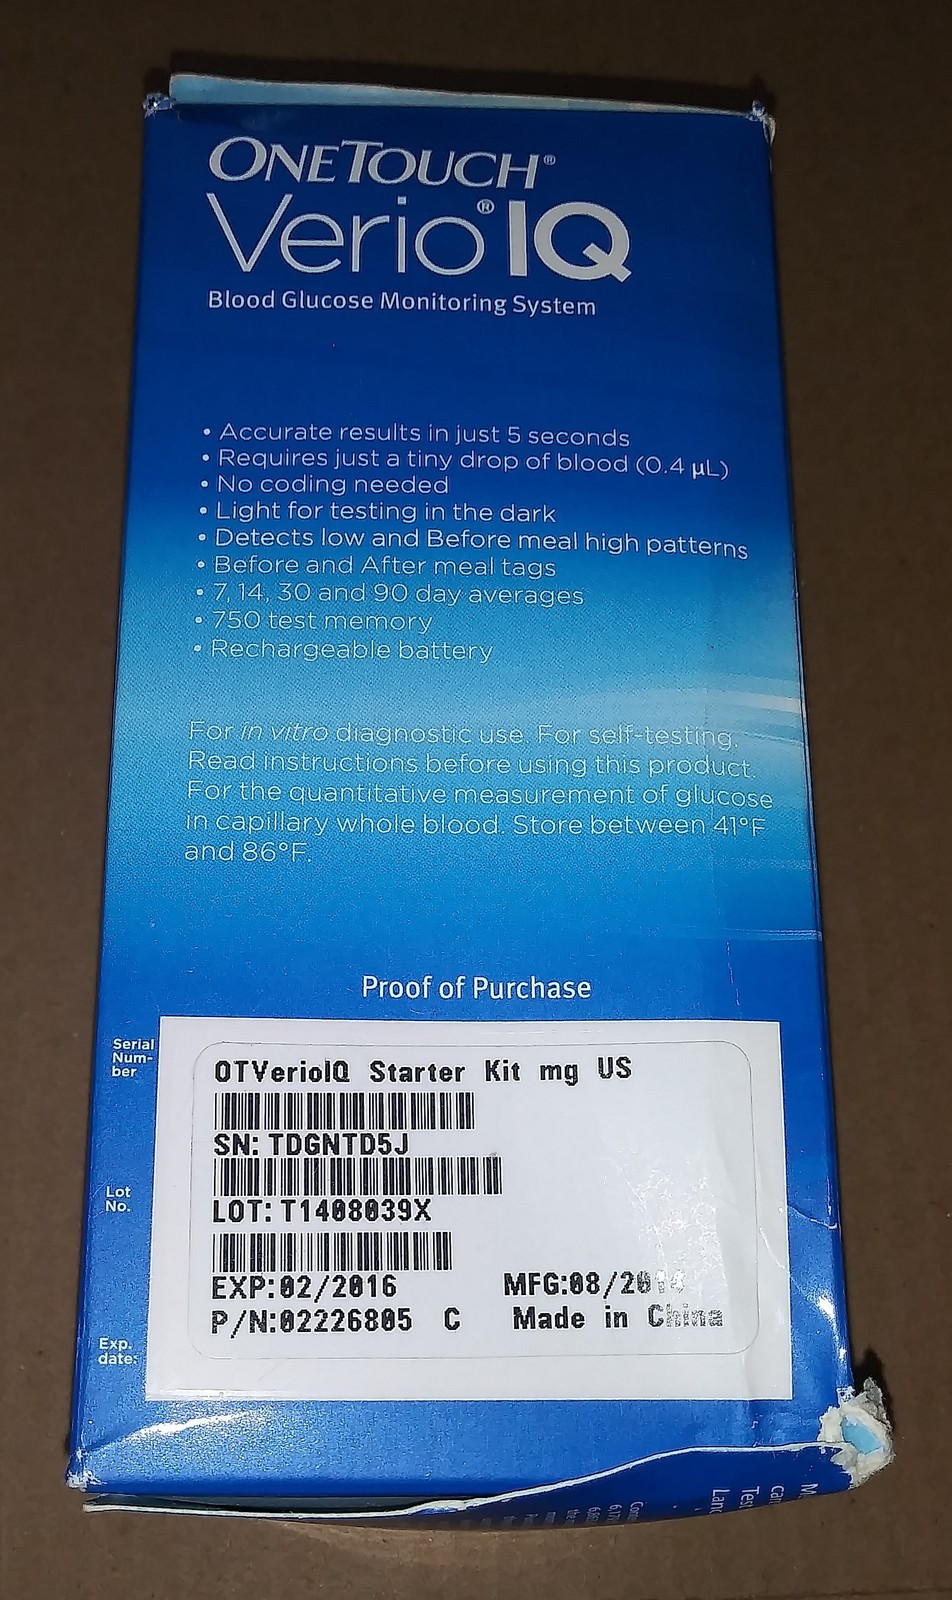 ONETOUCH®
Verio®IQ
Blood Glucose Monitoring System
• Accurate results in just 5 seconds
• Requires just a tiny drop of blood (0.4 µL)
• No coding needed
• Light for testing in the dark
• Detects low and Before meal high patterns
• Before and After meal tags
• 7, 14, 30 and 90 day averages
• 750 test memory
• Rechargeable battery
For in vitro diagnostic use. For self-testing.
Read instructions before using this product.
For the quantitative measurement of glucose
in capillary whole blood. Store between 41°F
and 86°F.
Proof of Purchase
Serial
Num-
ber
OTVerioIQ Starter Kit mg US
SN: TDGNTD5J
Lot
No.
LOT: T1408039X
EXP:02/2016 MFG:08/2014
P/N:02226805 C Made in China
Exp.
date: